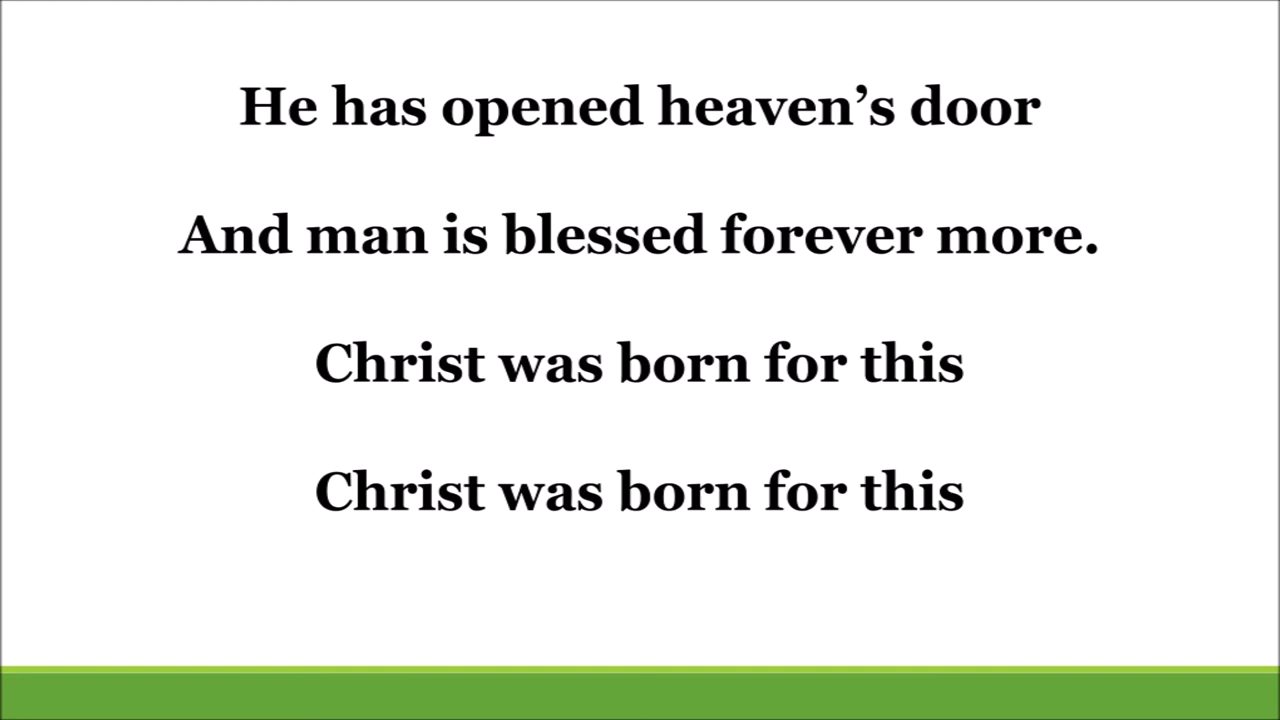 He has opened heaven’s door
And man is blessed forever more.
Christ was born for this
Christ was born for this